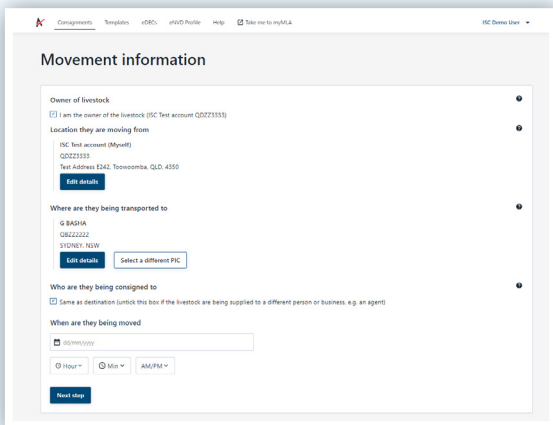 Consignments Templates eDECs eNVD Profile Help Take me to myMLA ISC Demo User
Movement information
Owner of livestock
I am the owner of the livestock (ISC Test account QDZZ3333)
Location they are moving from
ISC Test account (Myself)
QDZZ3333
Test Address E242, Toowoomba, QLD, 4350
Edit details
Where are they being transported to
G BASHA
QBZZ2222
SYDNEY, NSW
Edit details Select a different PIC
Who are they being consigned to
Same as destination (untick this box if the livestock are being supplied to a different person or business, e.g. an agent)
When are they being moved
dd/mm/yyyy
Hour Min AM/PM
Next step